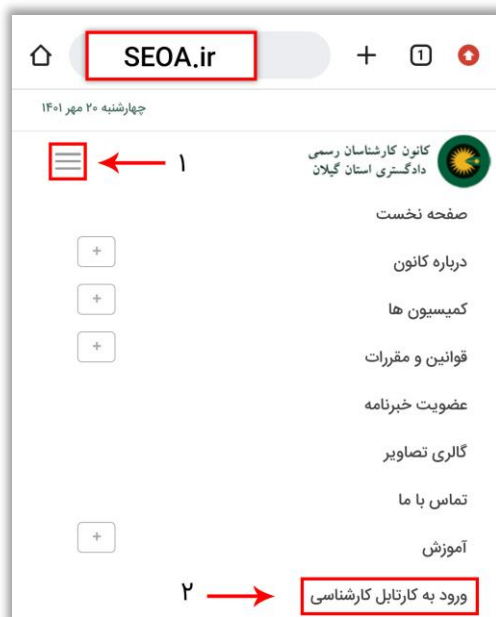 SEOA.ir
1
چهارشنبه ۲۰ مهر ۱۴۰۱
کانون کارشناسان رسمی
دادگستری استان گیلان
۱
صفحه نخست
درباره کانون
+
کمیسیون ها
+
قوانین و مقررات
+
عضویت خبرنامه
گالری تصاویر
تماس با ما
آموزش
+
ورود به کارتابل کارشناسی
۲